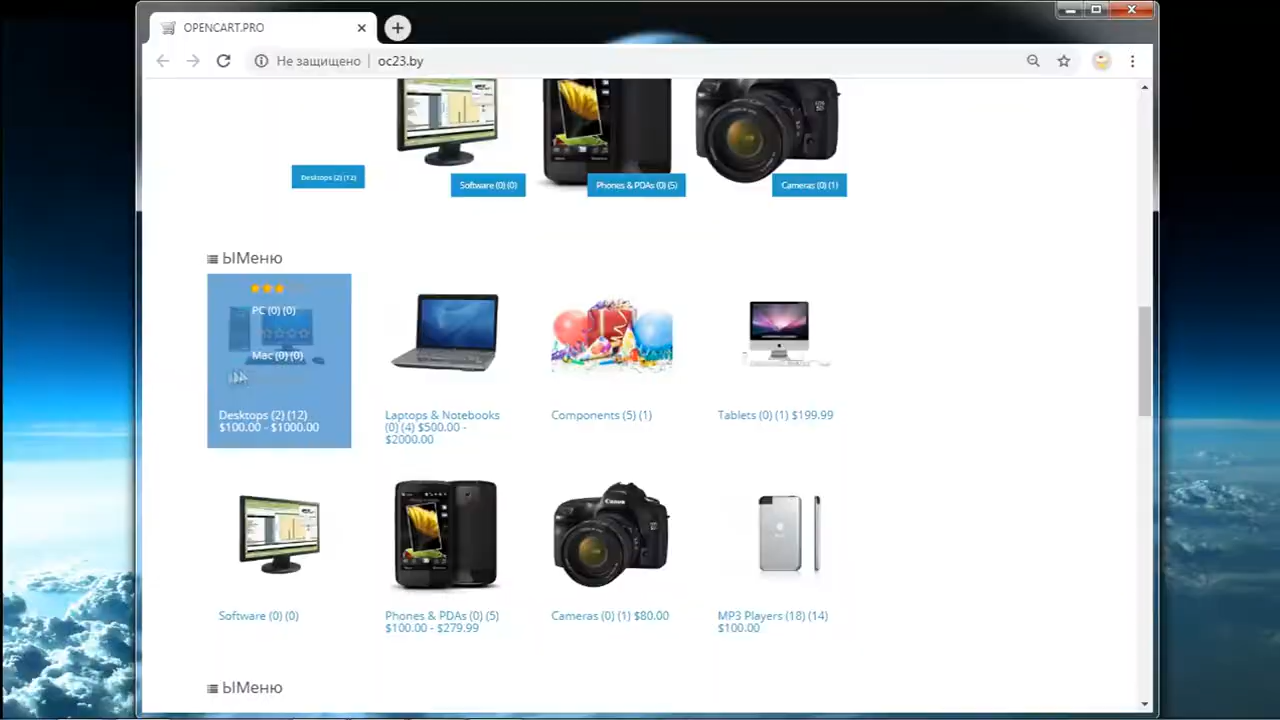 OPENCART.PRO
Не защищено
oc23.by
Desktops (2) (12)
Software (0) (0)
Phones & PDAs (0) (5)
Cameras (0) (1)
ЫМеню
PC (0) (0)
Mac (0) (0)
Desktops (2) (12)
$100.00 - $1000.00
Laptops & Notebooks
(0) (4) $500.00 -
$2000.00
Components (5) (1)
Tablets (0) (1) $199.99
Canon
Software (0) (0)
Phones & PDAs (0) (5)
$100.00 - $279.99
Cameras (0) (1) $80.00
MP3 Players (18) (14)
$100.00
ЫМеню